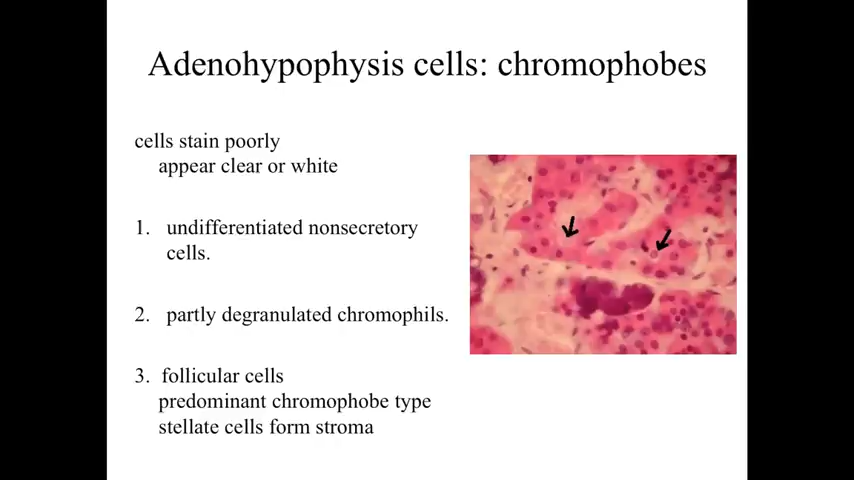 Adenohypophysis cells: chromophobes
cells stain poorly
appear clear or white
1. undifferentiated nonsecretory
cells.
2. partly degranulated chromophils.
3. follicular cells
predominant chromophobe type
stellate cells form stroma